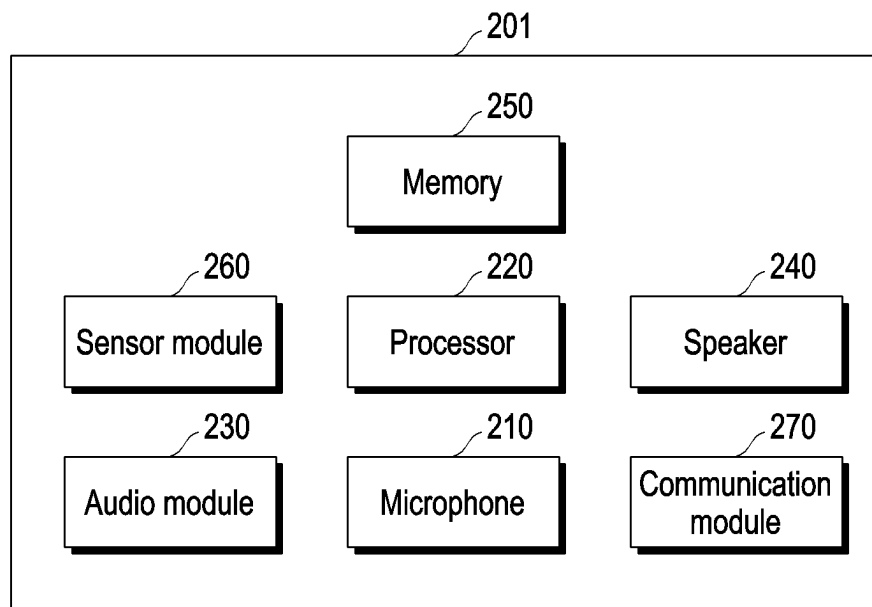 201
250
Memory
260
220
240
Sensor module
Processor
Speaker
230
210
270
Audio module
Microphone
Communication
module